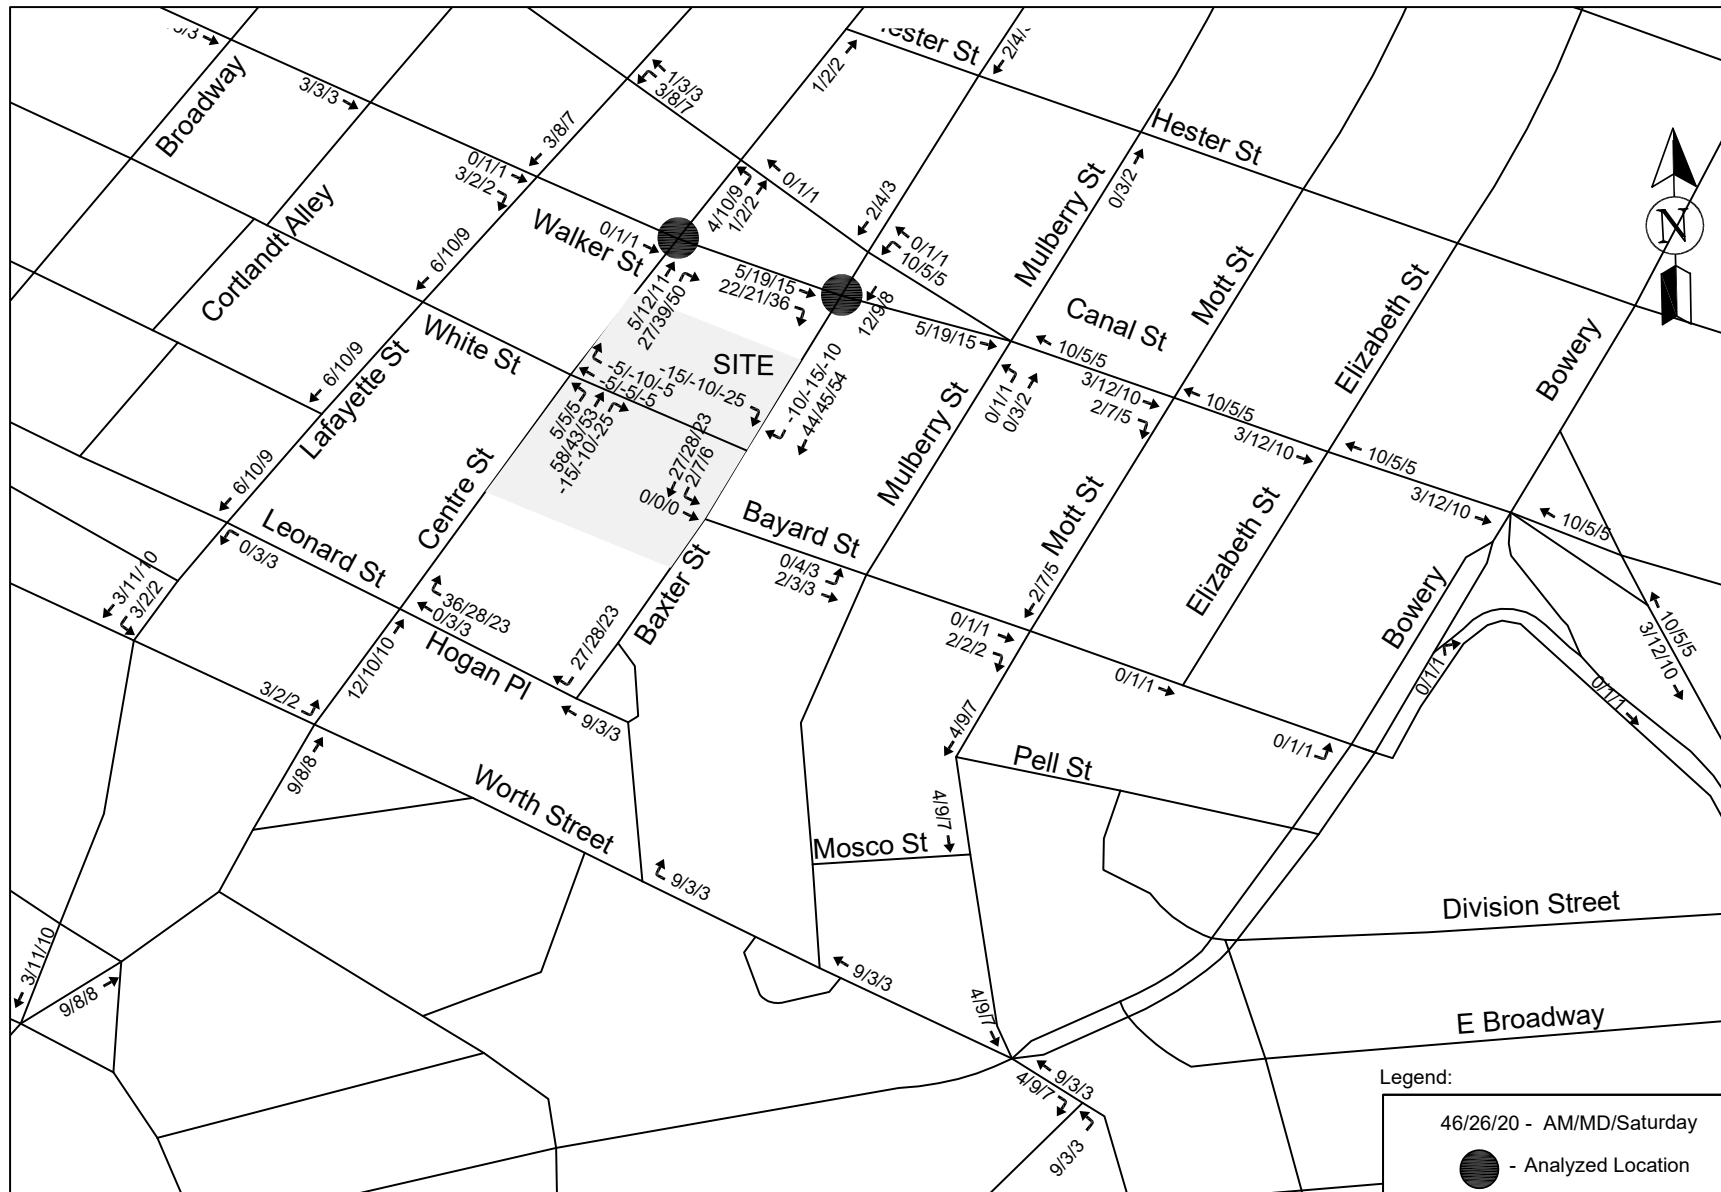 3/3/3
Broadway
0/1/1
3/2/2
3/8/7
1/3/3
3/8/7
1/2/2
2/4/
Hester St
0/3/2
0/1/1
4/10/9
1/2/2
2/4/3
0/1/1
10/5/5
Cortlandt Alley
Walker St
0/1/1
6/10/9
5/12/11
27/39/50
5/19/15
22/21/36
12/9/8
5/19/15
Mulberry St
Mott St
Canal St
10/5/5
3/12/10
2/7/5
10/5/5
3/12/10
Elizabeth St
10/5/5
3/12/10
Bowery
10/5/5
N
White St
6/10/9
Lafayette St
SITE
-5/-10/-5
-5/-5/-5
-15/-10/-25
5/5/5
58/43/53
-15/-10/-25
-10/-15/-10
44/45/54
27/28/23
2/7/6
0/0/0
0/1/1
0/3/2
Mulberry St
6/10/9
Centre St
Leonard St
0/3/3
Bayard St
0/4/3
2/3/3
Mott St
2/7/5
Elizabeth St
Bowery
3/11/10
3/2/2
36/28/23
0/3/3
Hogan Pl
27/28/23
Baxter St
12/10/10
3/2/2
9/3/3
0/1/1
2/2/2
0/1/1
0/1/1
0/1/1
10/5/5
3/12/10
0/1/1
4/9/7
Pell St
9/8/8
Worth Street
4/9/7
Mosco St
9/3/3
9/3/3
Division Street
3/11/10
9/8/8
4/9/7
E Broadway
9/3/3
4/9/7
9/3/3
Legend:
46/26/20 - AM/MD/Saturday
- Analyzed Location